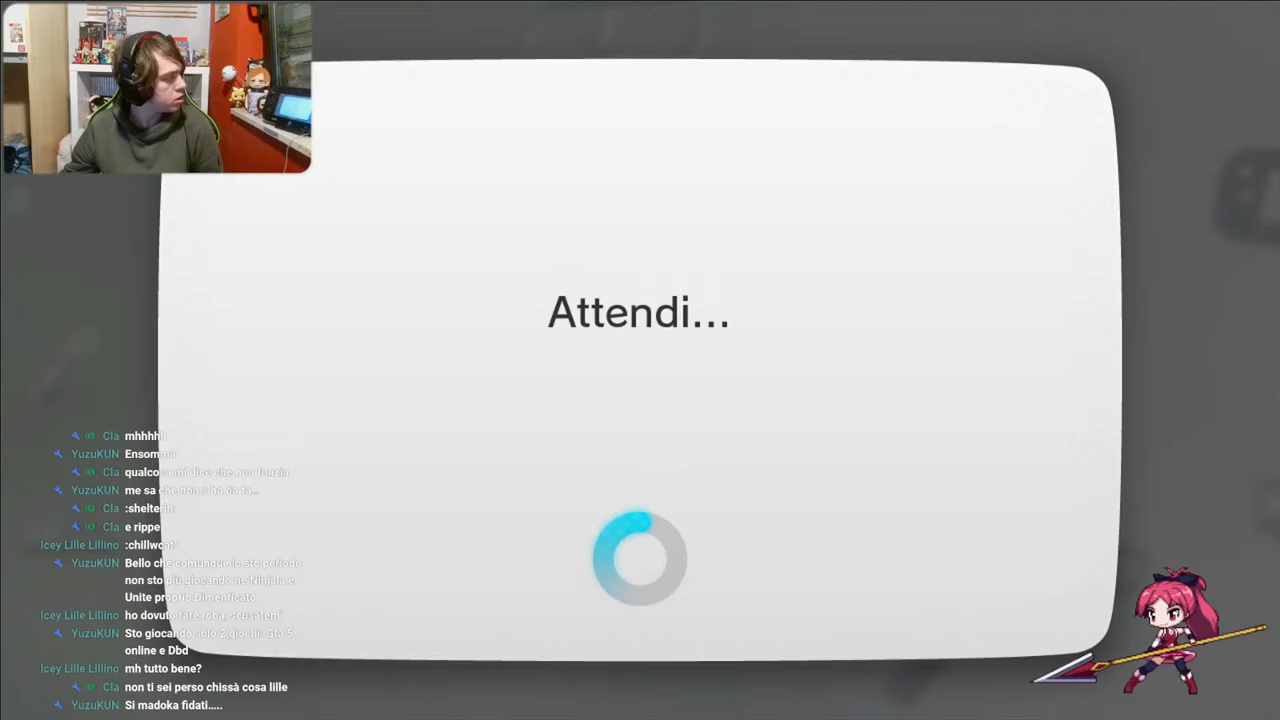 Attendi...
Cla mhhhh
YuzuKUN Ensomma
Cla qualcosa mi dice che non funzia
YuzuKUN me sa che non s'ha da fa...
Cla :shelterin:
Cla e rippe
Icey Lille Lillino :chillwcat:
YuzuKUN Bello che comunque lo sto periodo
non sto più giocando ne Ninjala e
Unite proprio Dimenticato
Icey Lille Lillino ho dovuto fare roba, scusatemi
YuzuKUN Sto giocando solo 2 giochi! Gta 5
online e Dbd
Icey Lille Lillino mh tutto bene?
Cla non ti sei perso chissà cosa lille
YuzuKUN Si madoka fidati.....